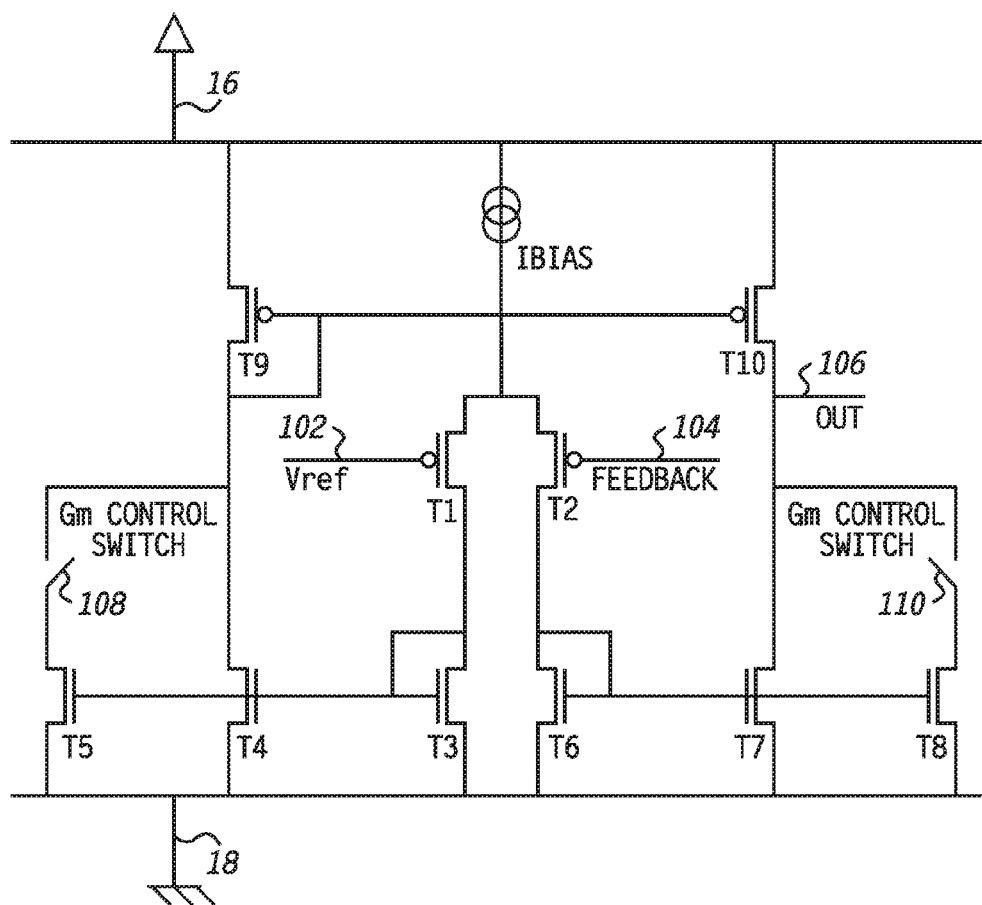 16
IBIAS
T9
T10
106
OUT
102
Vref
104
FEEDBACK
T1
T2
Gm CONTROL
SWITCH
Gm CONTROL
SWITCH
108
110
T5
T4
T3
T6
T7
T8
18